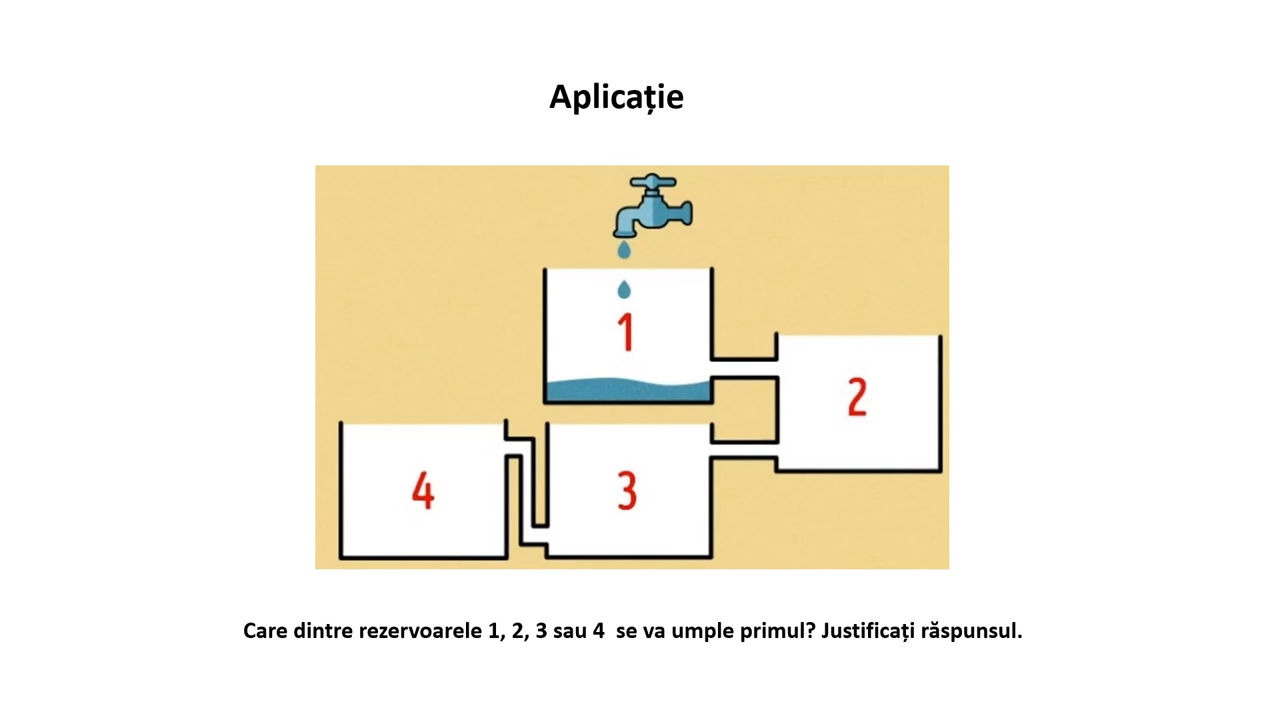 Aplicație
1
2
4
3
Care dintre rezervoarele 1, 2, 3 sau 4  se va umple primul? Justificați răspunsul.